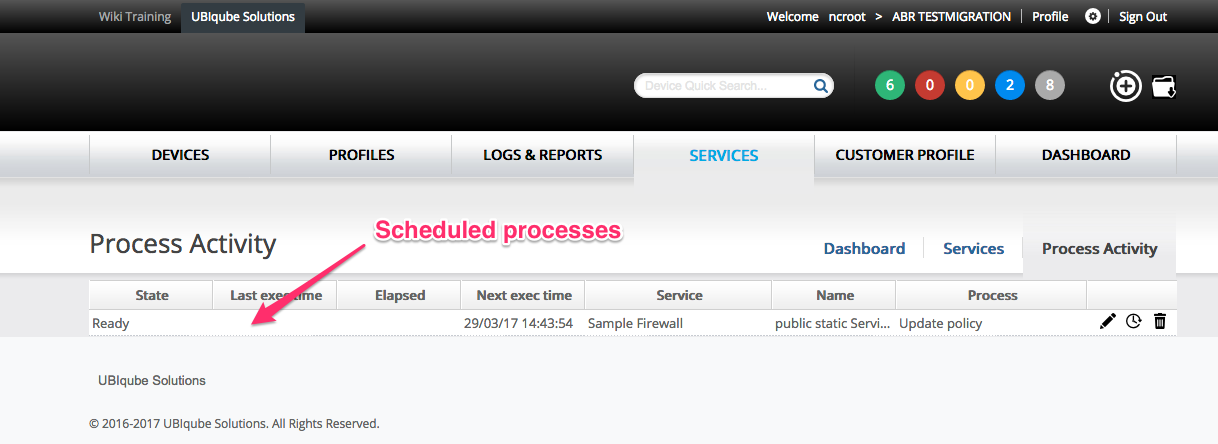 Wiki Training UBIqube Solutions Welcome ncroot > ABR TESTMIGRATION Profile Sign Out
Device Quick Search... 6 0 0 2 8
DEVICES PROFILES LOGS & REPORTS SERVICES CUSTOMER PROFILE DASHBOARD
Scheduled processes
Process Activity Dashboard Services Process Activity
State Last exec time Elapsed Next exec time Service Name Process
Ready 29/03/17 14:43:54 Sample Firewall public static Servi... Update policy
UBIqube Solutions
© 2016-2017 UBIqube Solutions. All Rights Reserved.